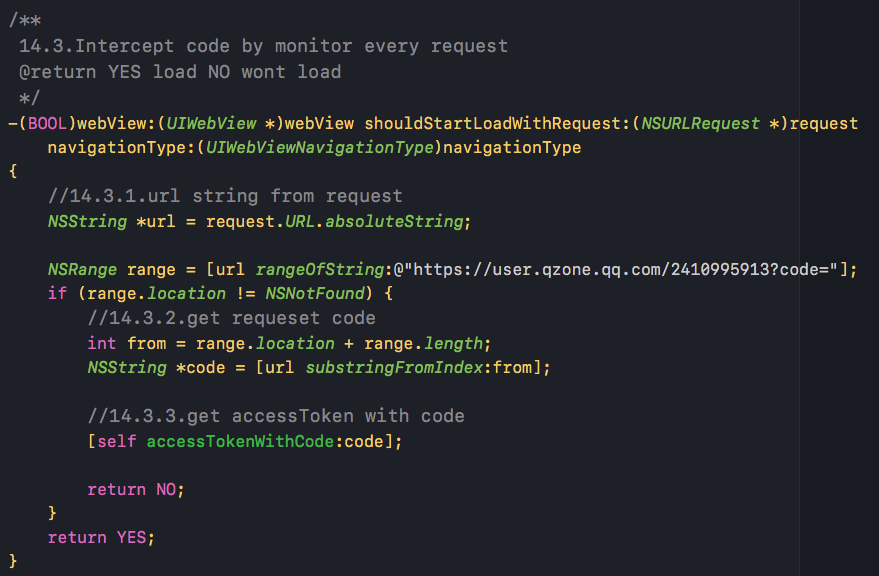 /**
 14.3.Intercept code by monitor every request
 @return YES load NO wont load
 */
-(BOOL)webView:(UIWebView *)webView shouldStartLoadWithRequest:(NSURLRequest *)request
    navigationType:(UIWebViewNavigationType)navigationType
{
    //14.3.1.url string from request
    NSString *url = request.URL.absoluteString;

    NSRange range = [url rangeOfString:@"https://user.qzone.qq.com/2410995913?code="];
    if (range.location != NSNotFound) {
        //14.3.2.get requeset code
        int from = range.location + range.length;
        NSString *code = [url substringFromIndex:from];

        //14.3.3.get accessToken with code
        [self accessTokenWithCode:code];

        return NO;
    }
    return YES;
}